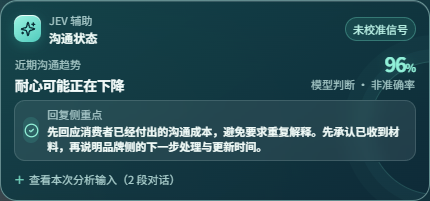 JEV 辅助
沟通状态
未校准信号
近期沟通趋势
96%
耐心可能正在下降
模型判断 · 非准确率
回复侧重点
先回应消费者已经付出的沟通成本，避免要求重复解释。先承认已收到材
料，再说明品牌侧的下一步处理与更新时间。
+ 查看本次分析输入（2 段对话）